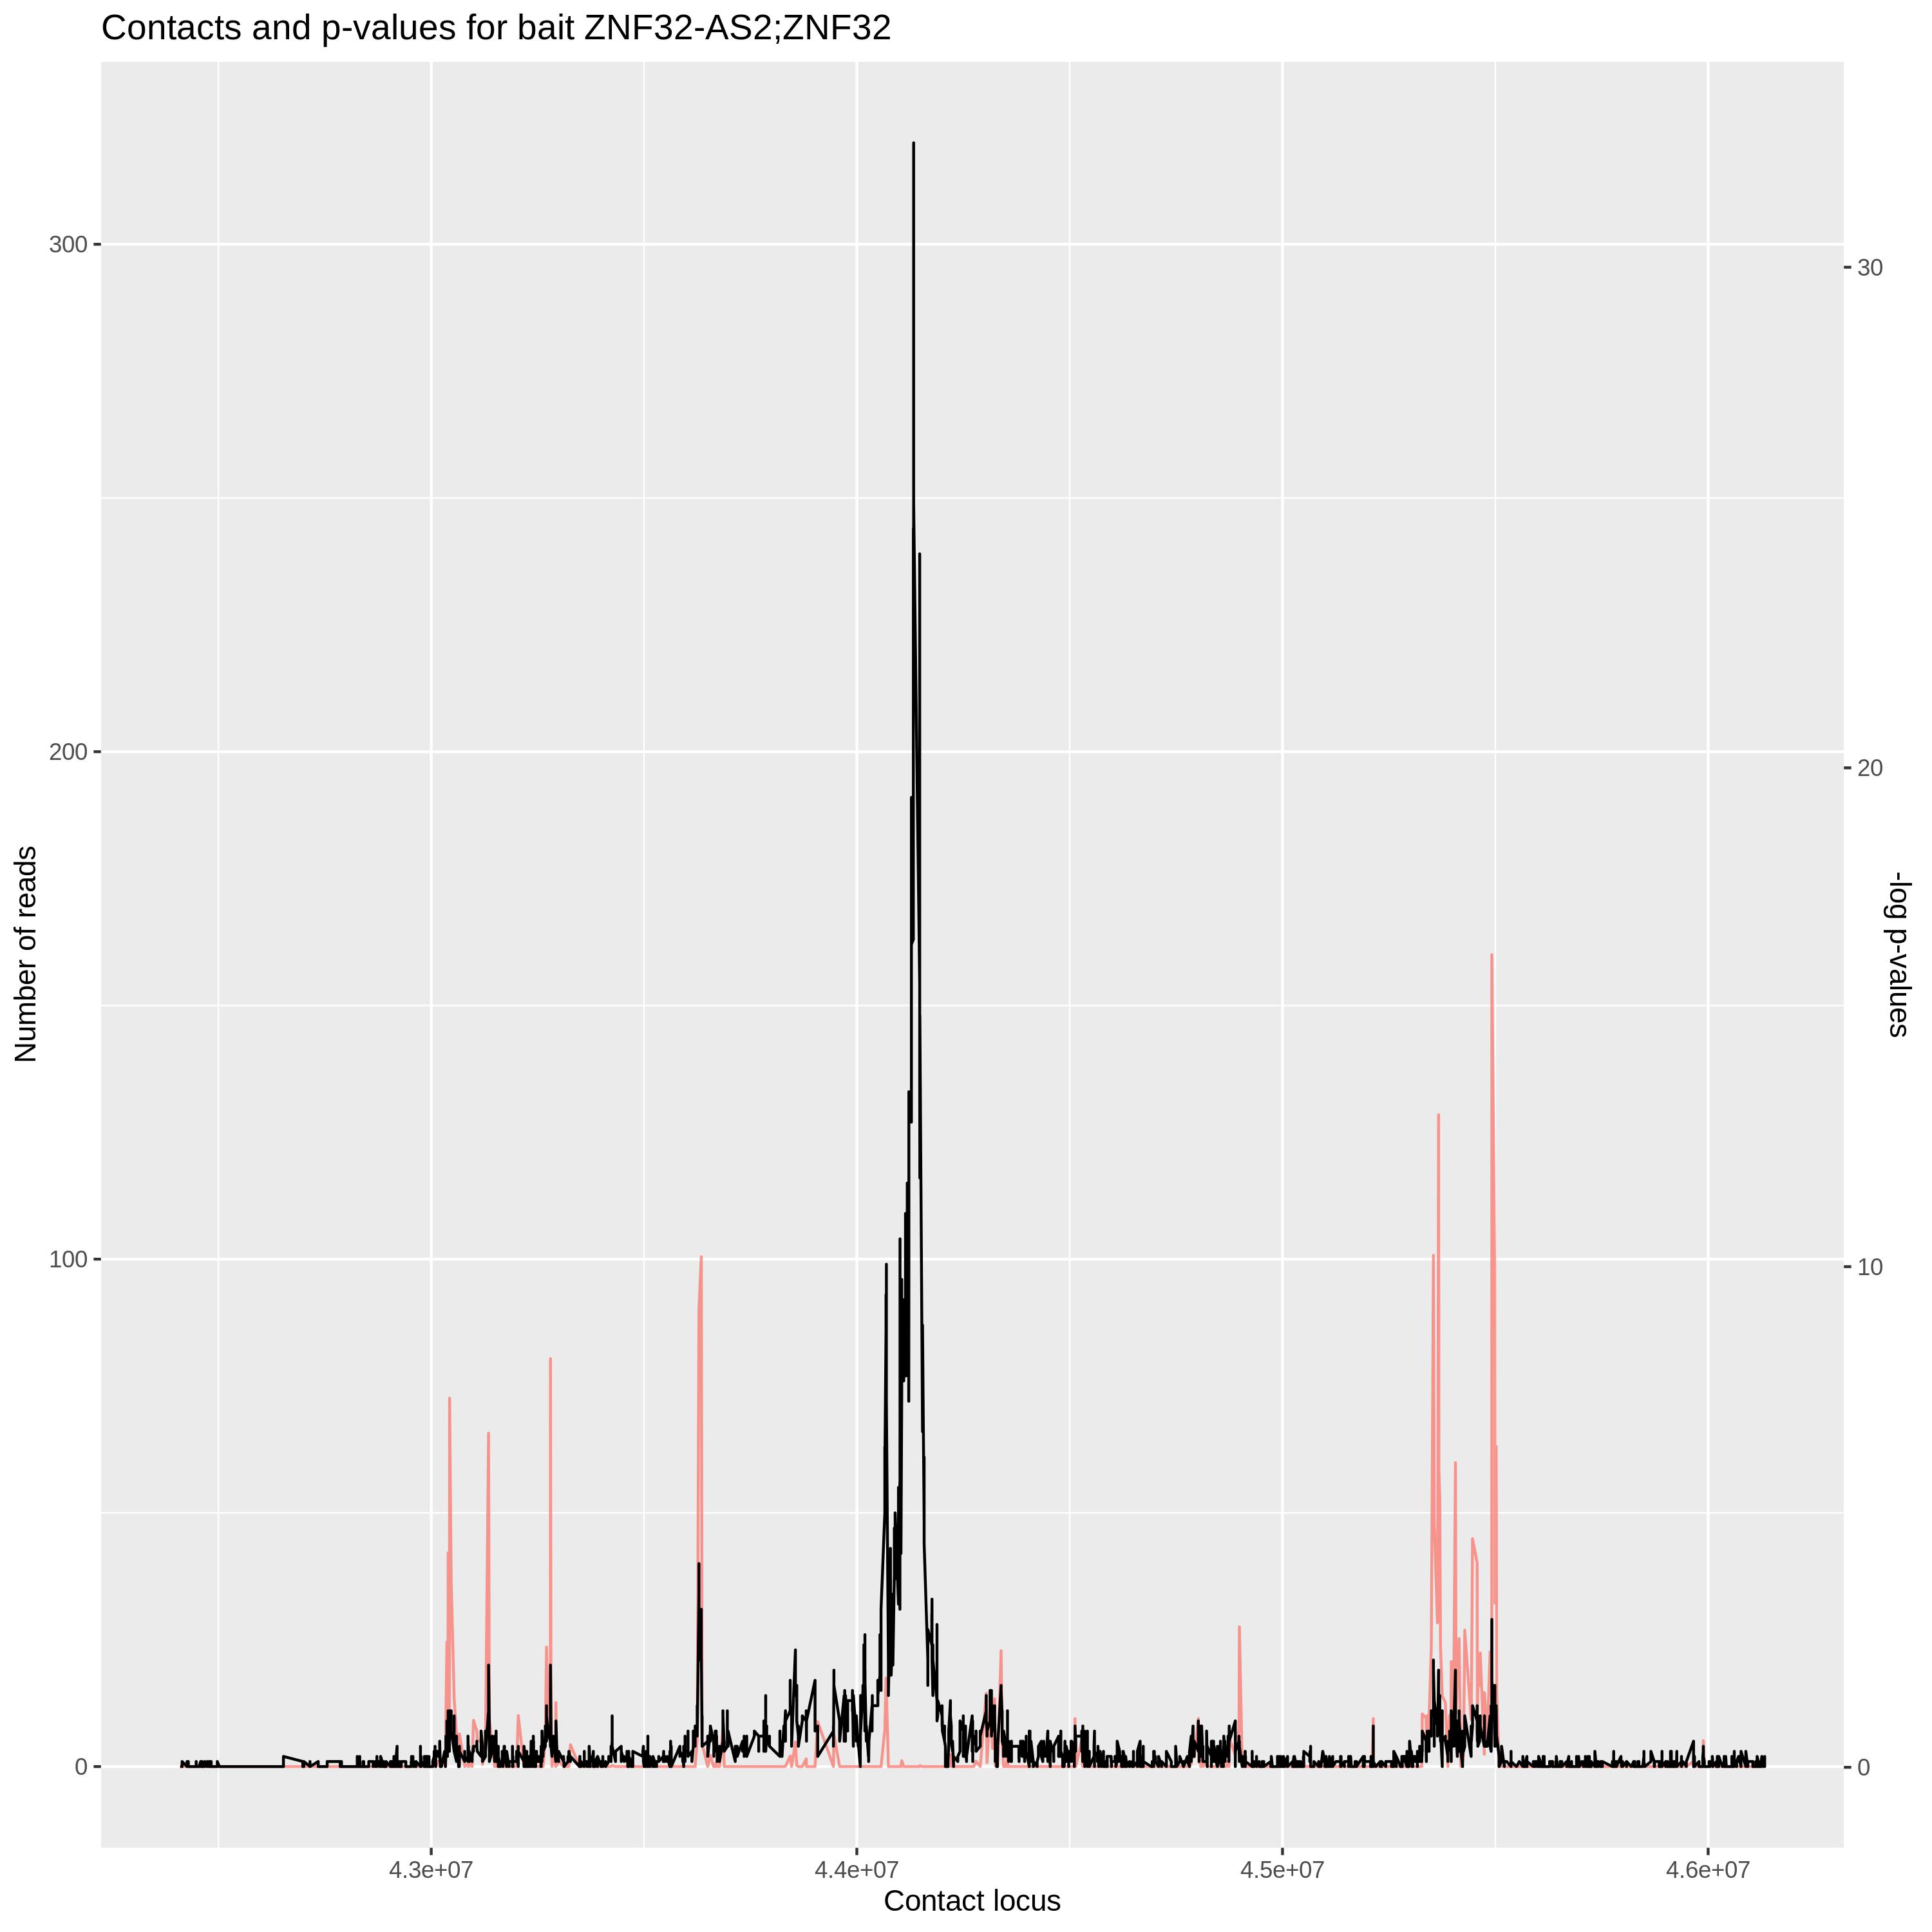 Contacts and p-values for bait ZNF32-AS2;ZNF32
300
200
100
0
Number of reads
30
20
10
0
-log p-values
4.3e+07
4.4e+07
4.5e+07
4.6e+07
Contact locus